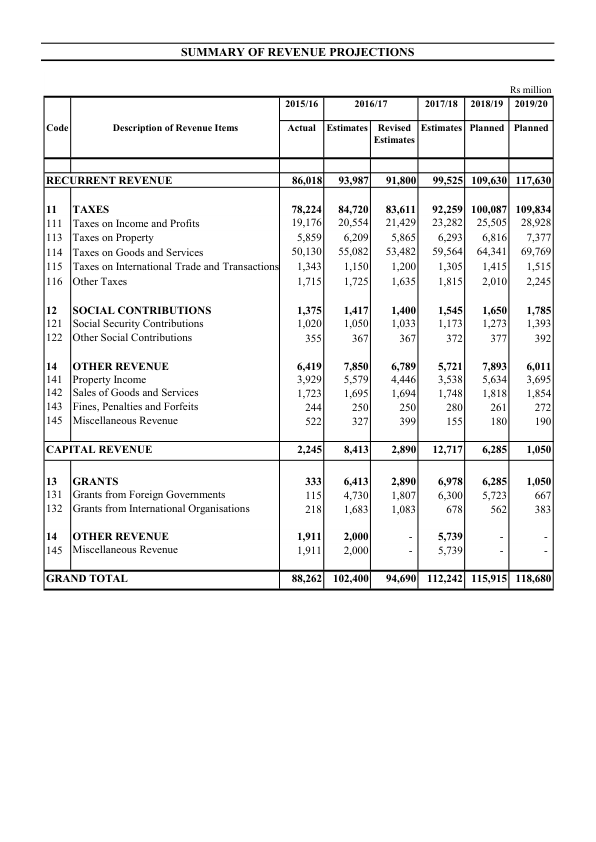 SUMMARY OF REVENUE PROJECTIONS
Rs million
2015/16 2016/17 2017/18 2018/19 2019/20
Code Description of Revenue Items Actual Estimates Revised Estimates Estimates Planned Planned
RECURRENT REVENUE 86,018 93,987 91,800 99,525 109,630 117,630
11 TAXES 78,224 84,720 83,611 92,259 100,087 109,834
111 Taxes on Income and Profits 19,176 20,554 21,429 23,282 25,505 28,928
113 Taxes on Property 5,859 6,209 5,865 6,293 6,816 7,377
114 Taxes on Goods and Services 50,130 55,082 53,482 59,564 64,341 69,769
115 Taxes on International Trade and Transactions 1,343 1,150 1,200 1,305 1,415 1,515
116 Other Taxes 1,715 1,725 1,635 1,815 2,010 2,245
12 SOCIAL CONTRIBUTIONS 1,375 1,417 1,400 1,545 1,650 1,785
121 Social Security Contributions 1,020 1,050 1,033 1,173 1,273 1,393
122 Other Social Contributions 355 367 367 372 377 392
14 OTHER REVENUE 6,419 7,850 6,789 5,721 7,893 6,011
141 Property Income 3,929 5,579 4,446 3,538 5,634 3,695
142 Sales of Goods and Services 1,723 1,695 1,694 1,748 1,818 1,854
143 Fines, Penalties and Forfeits 244 250 250 280 261 272
145 Miscellaneous Revenue 522 327 399 155 180 190
CAPITAL REVENUE 2,245 8,413 2,890 12,717 6,285 1,050
13 GRANTS 333 6,413 2,890 6,978 6,285 1,050
131 Grants from Foreign Governments 115 4,730 1,807 6,300 5,723 667
132 Grants from International Organisations 218 1,683 1,083 678 562 383
14 OTHER REVENUE 1,911 2,000 - 5,739 - -
145 Miscellaneous Revenue 1,911 2,000 - 5,739 - -
GRAND TOTAL 88,262 102,400 94,690 112,242 115,915 118,680